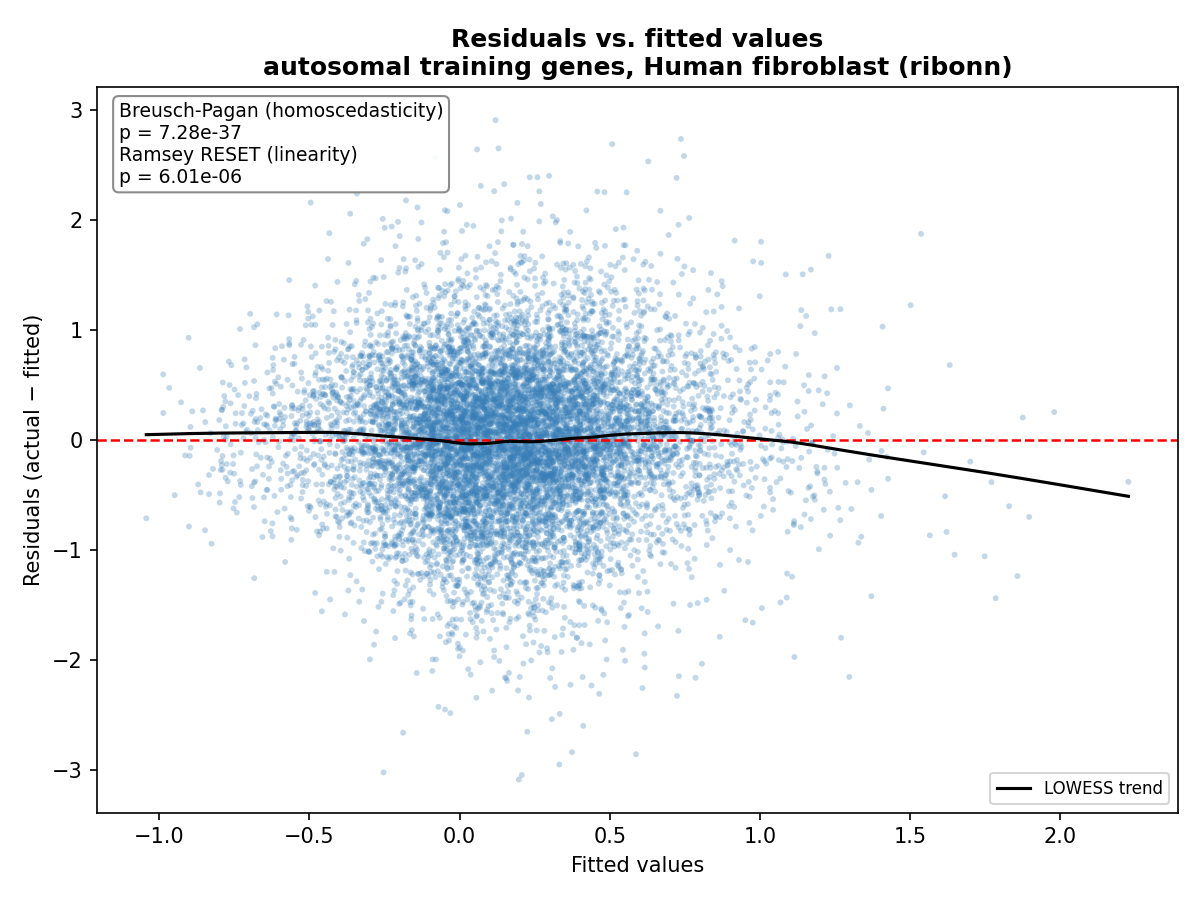 Residuals vs. fitted values
autosomal training genes, Human fibroblast (ribonn)
Breusch-Pagan (homoscedasticity)
p = 7.28e-37
Ramsey RESET (linearity)
p = 6.01e-06
Residuals (actual − fitted)
3
2
1
0
−1
−2
−3
LOWESS trend
−1.0
−0.5
0.0
0.5
1.0
1.5
2.0
Fitted values